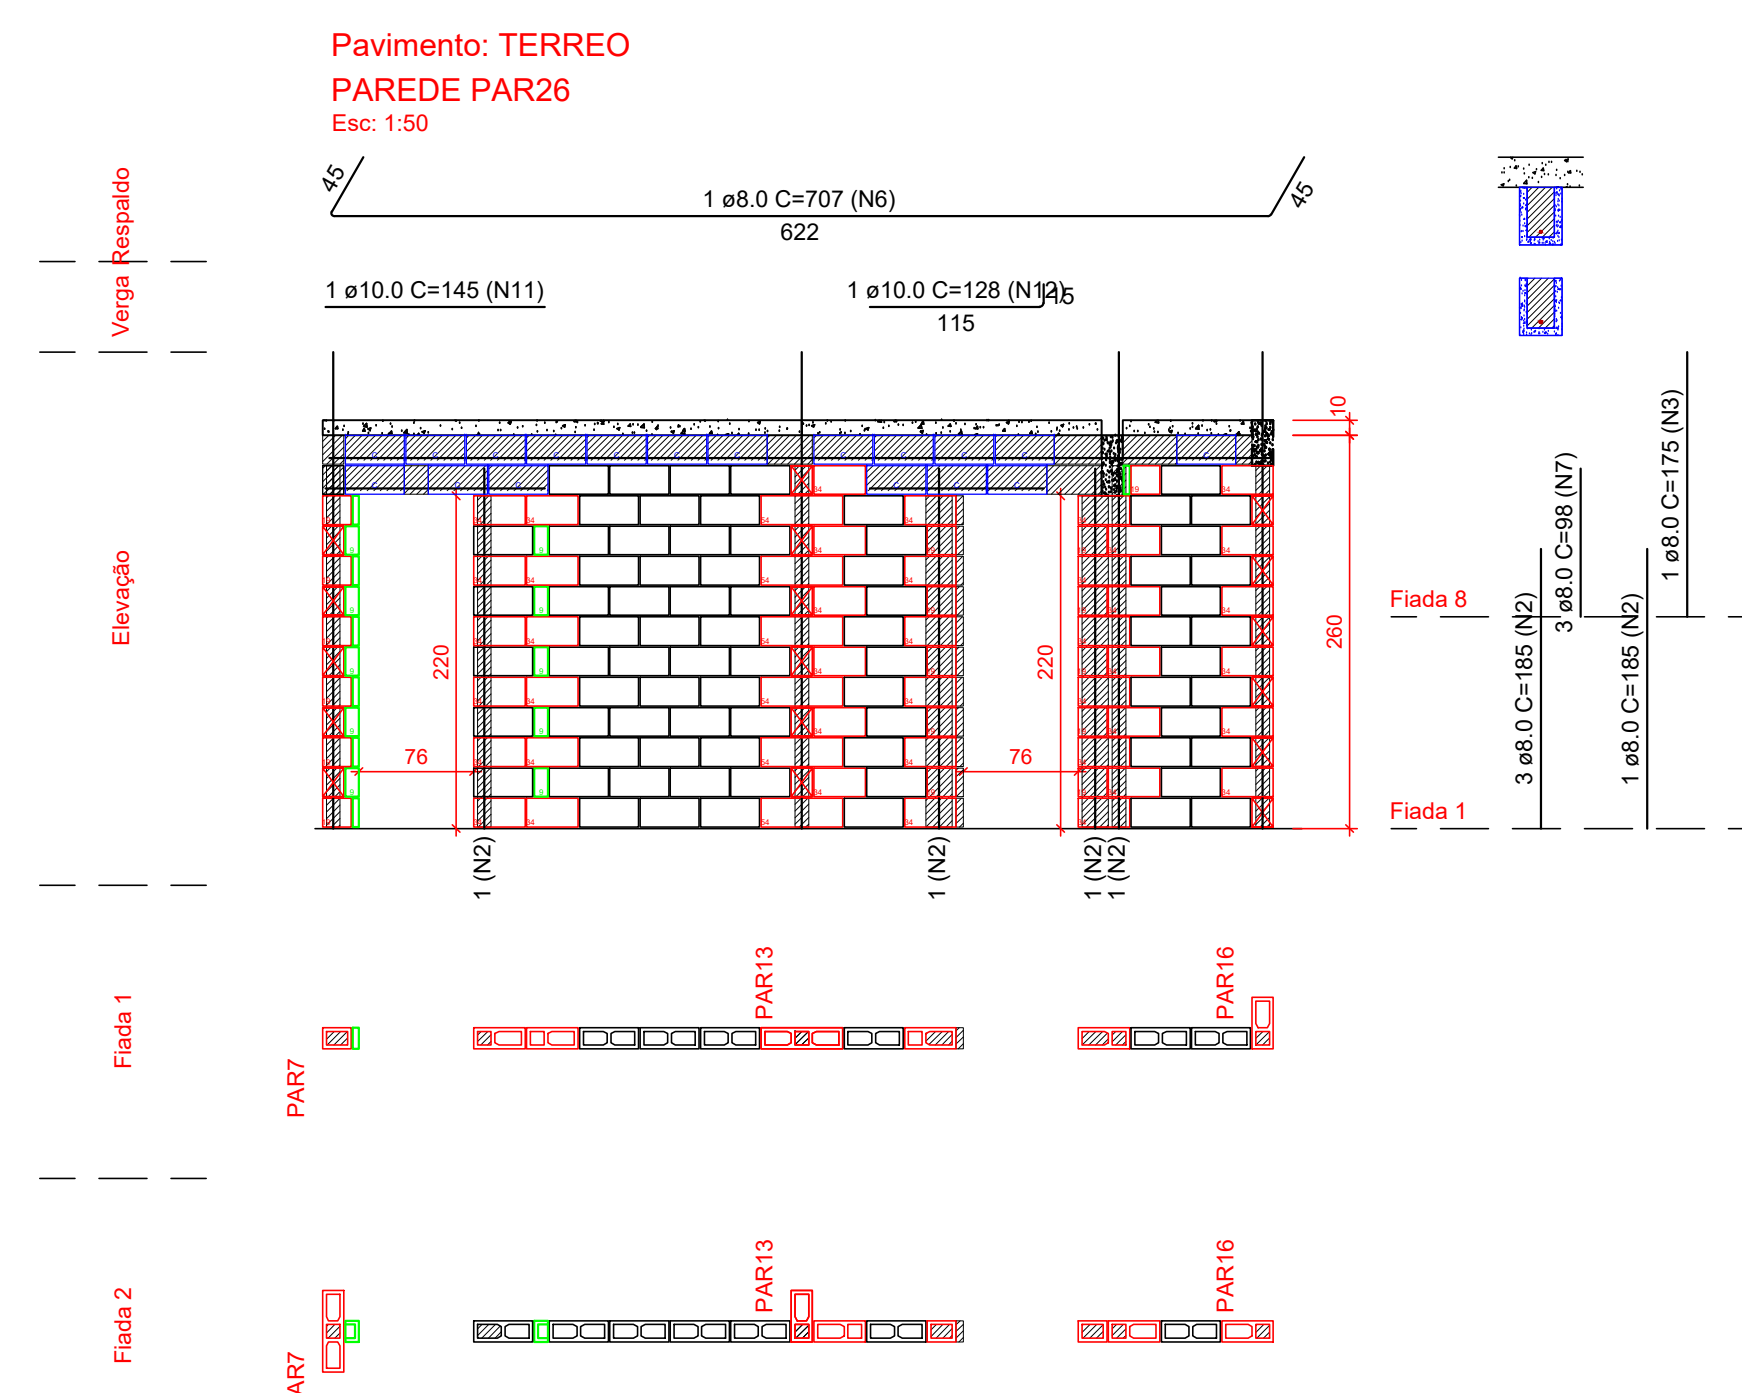 Pavimento: TERREO
PAREDE PAR26
Esc: 1:50
Respaldo
45
1 ø8.0 C=707 (N6)
622
45
Verga
1 ø10.0 C=145 (N11)
1 ø10.0 C=128 (N12)
15
115
Elevação
10
260
220
220
76
76
1 (N2)
1 (N2)
1 (N2)
1 (N2)
Fiada 8
Fiada 1
3 ø8.0 C=185 (N2)
3 ø8.0 C=98 (N7)
1 ø8.0 C=185 (N2)
1 ø8.0 C=175 (N3)
Fiada 1
PAR7
PAR13
PAR16
Fiada 2
PAR13
PAR16